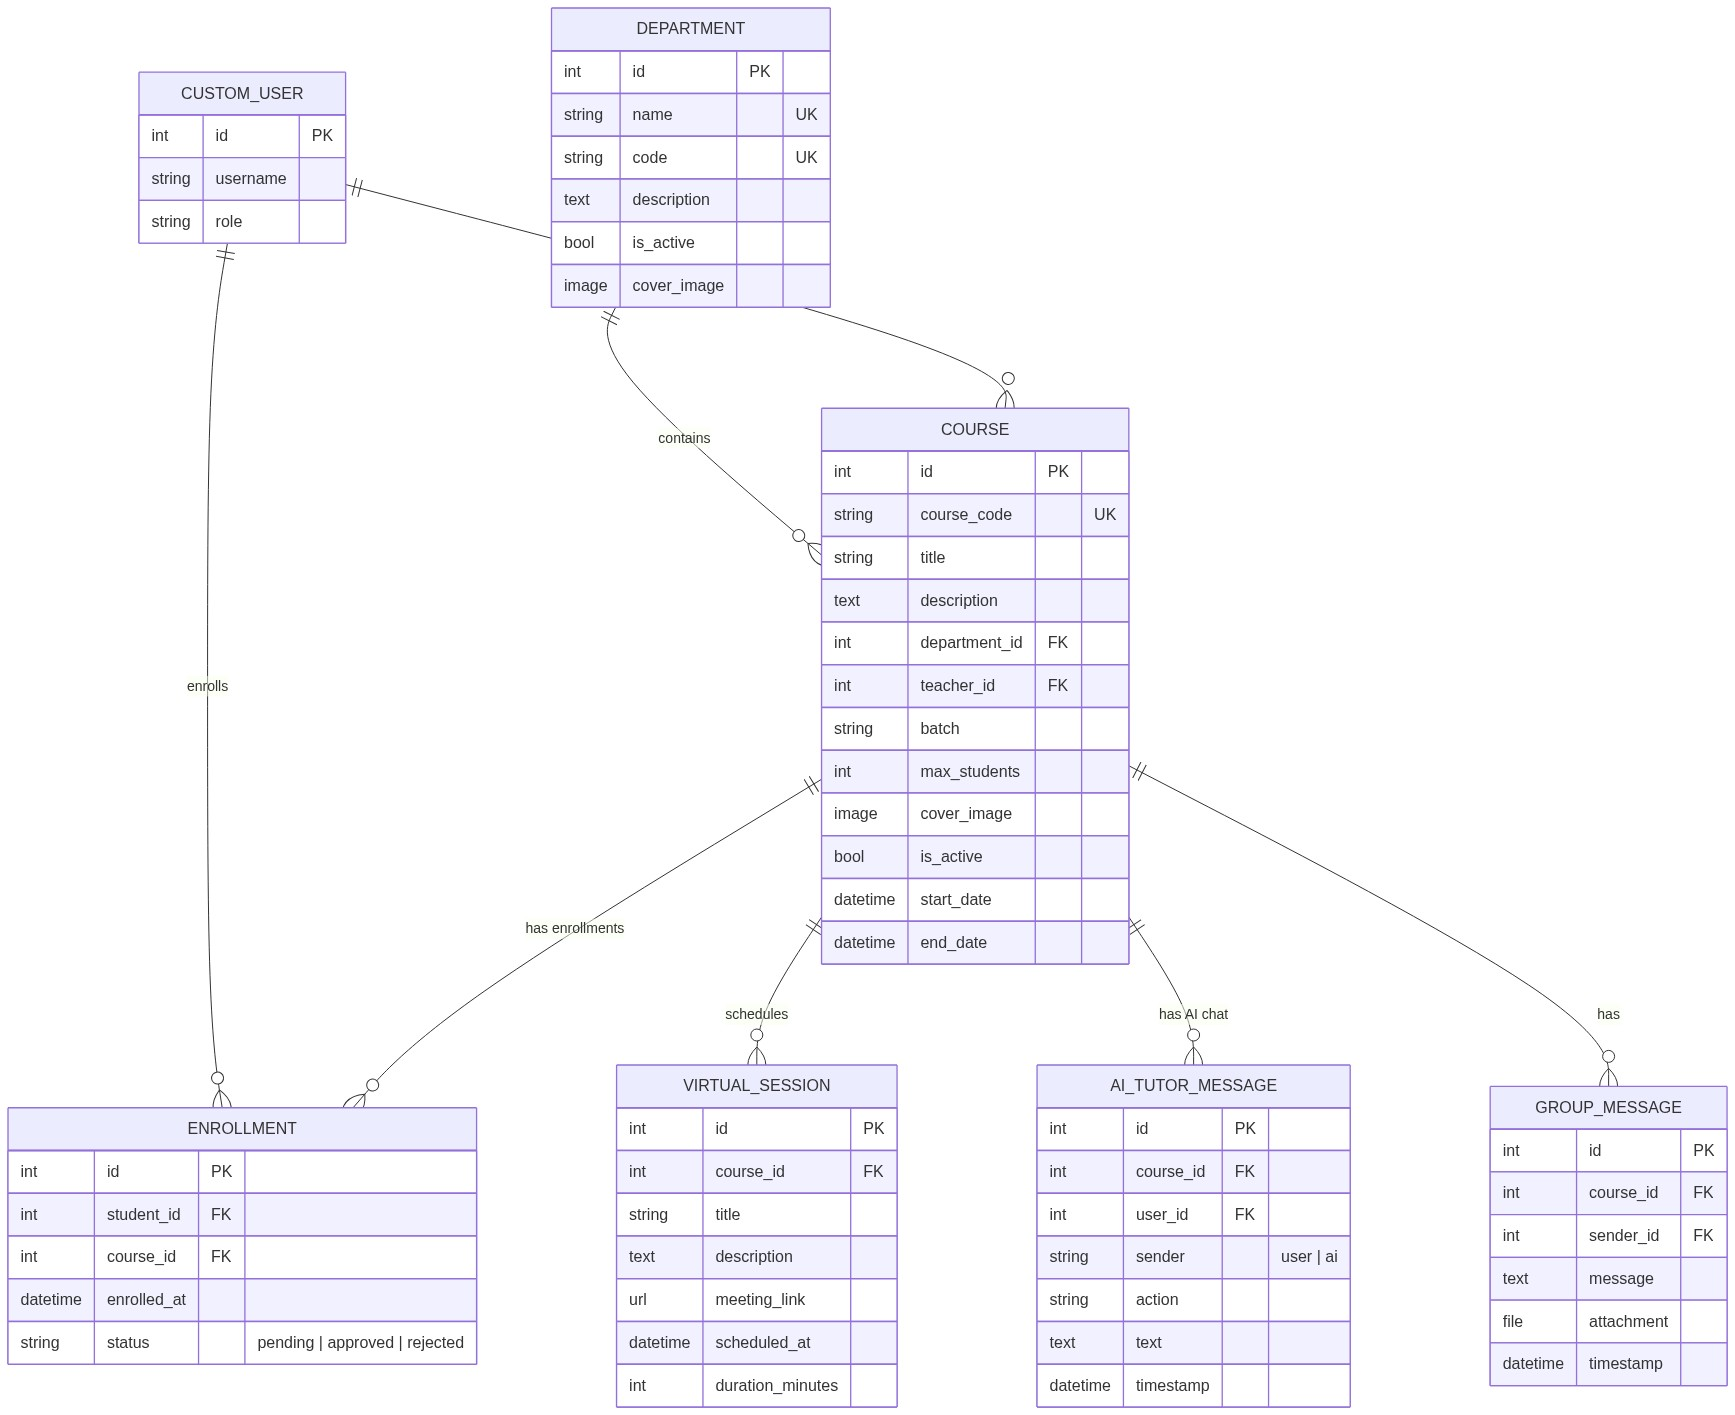 DEPARTMENT
int id PK
string name UK
string code UK
text description
bool is_active
image cover_image
CUSTOM_USER
int id PK
string username
string role
contains
COURSE
int id PK
string course_code UK
string title
text description
int department_id FK
int teacher_id FK
string batch
int max_students
image cover_image
bool is_active
datetime start_date
datetime end_date
enrolls
has enrollments
schedules
has AI chat
has
ENROLLMENT
int id PK
int student_id FK
int course_id FK
datetime enrolled_at
string status pending | approved | rejected
VIRTUAL_SESSION
int id PK
int course_id FK
string title
text description
url meeting_link
datetime scheduled_at
int duration_minutes
AI_TUTOR_MESSAGE
int id PK
int course_id FK
int user_id FK
string sender user | ai
string action
text text
datetime timestamp
GROUP_MESSAGE
int id PK
int course_id FK
int sender_id FK
text message
file attachment
datetime timestamp